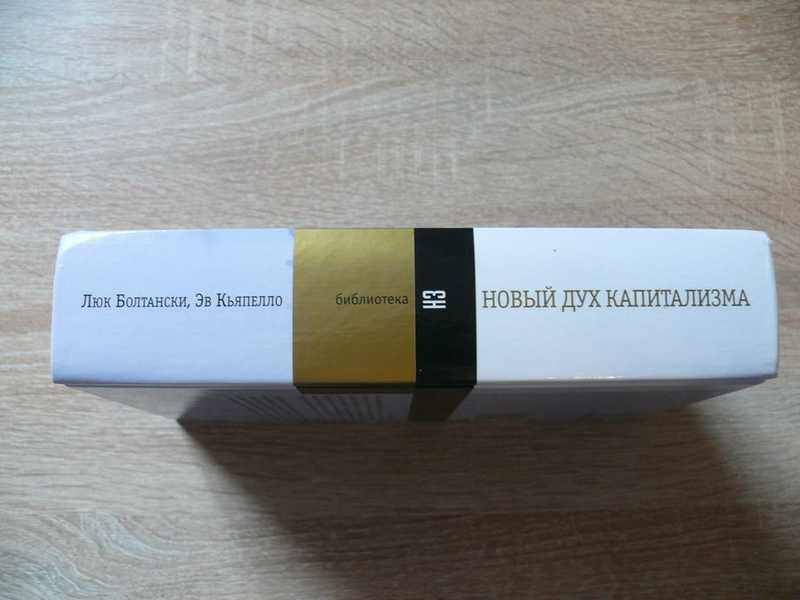 Люк Болтански, Эв Кьяпелло
библиотека
НЗ
НОВЫЙ ДУХ КАПИТАЛИЗМА